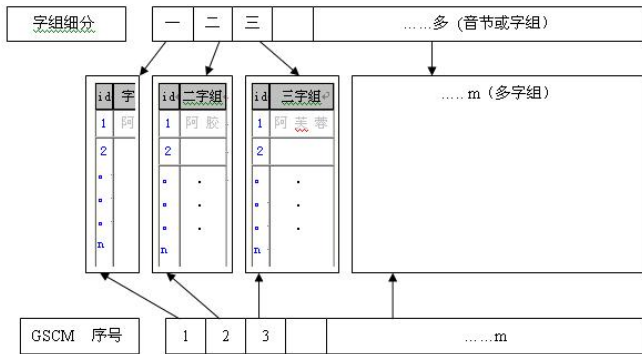 字组细分 一 二 三 ……多(音节或字组)
id 字 id 二字组 id 三字组 ……m(多字组)
1 阿 1 阿 胶 1 阿 芙 蓉
2 2 2
n n n
GSCM 序号 1 2 3 ……m